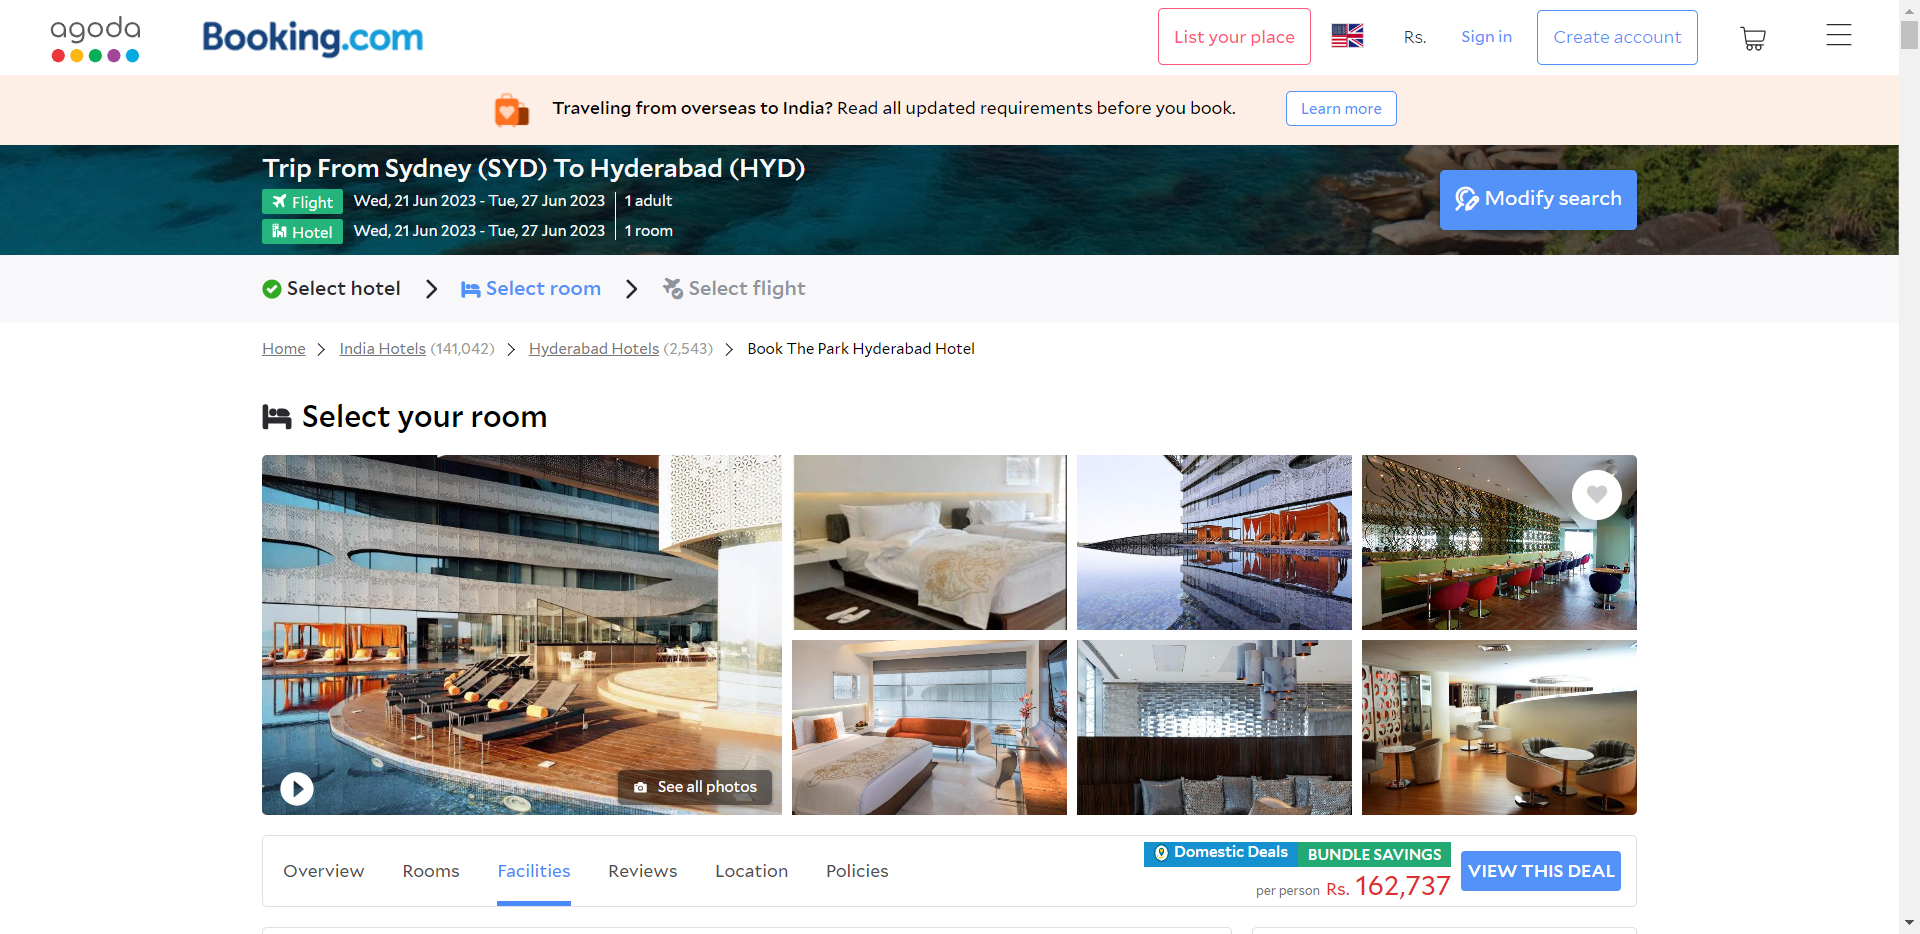 agoda
Booking.com
List your place
Rs.
Sign in
Create account
Traveling from overseas to India? Read all updated requirements before you book.
Learn more
Trip From Sydney (SYD) To Hyderabad (HYD)
Flight Wed, 21 Jun 2023 - Tue, 27 Jun 2023 1 adult
Hotel Wed, 21 Jun 2023 - Tue, 27 Jun 2023 1 room
Modify search
Select hotel
Select room
Select flight
Home India Hotels (141,042) Hyderabad Hotels (2,543) Book The Park Hyderabad Hotel
Select your room
See all photos
Overview Rooms Facilities Reviews Location Policies
Domestic Deals BUNDLE SAVINGS
per person Rs. 162,737
VIEW THIS DEAL